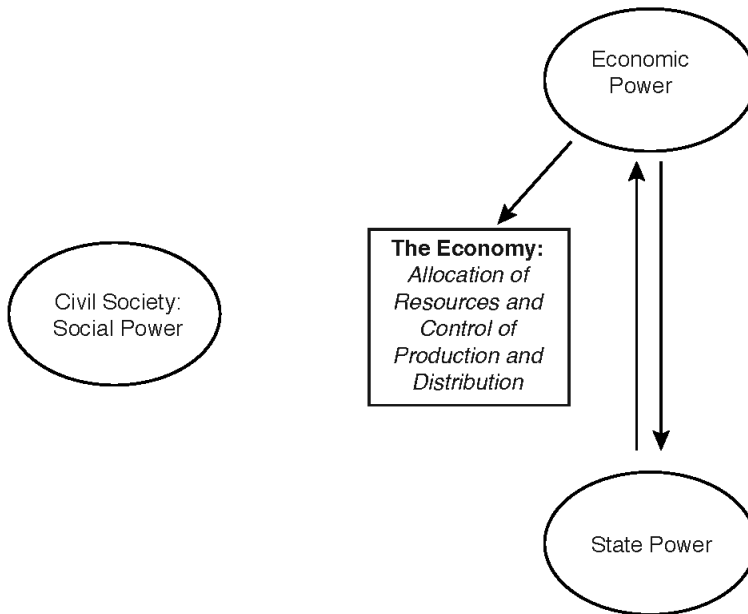 Economic
Power
The Economy:
Allocation of
Resources and
Control of
Production and
Distribution
Civil Society:
Social Power
State Power